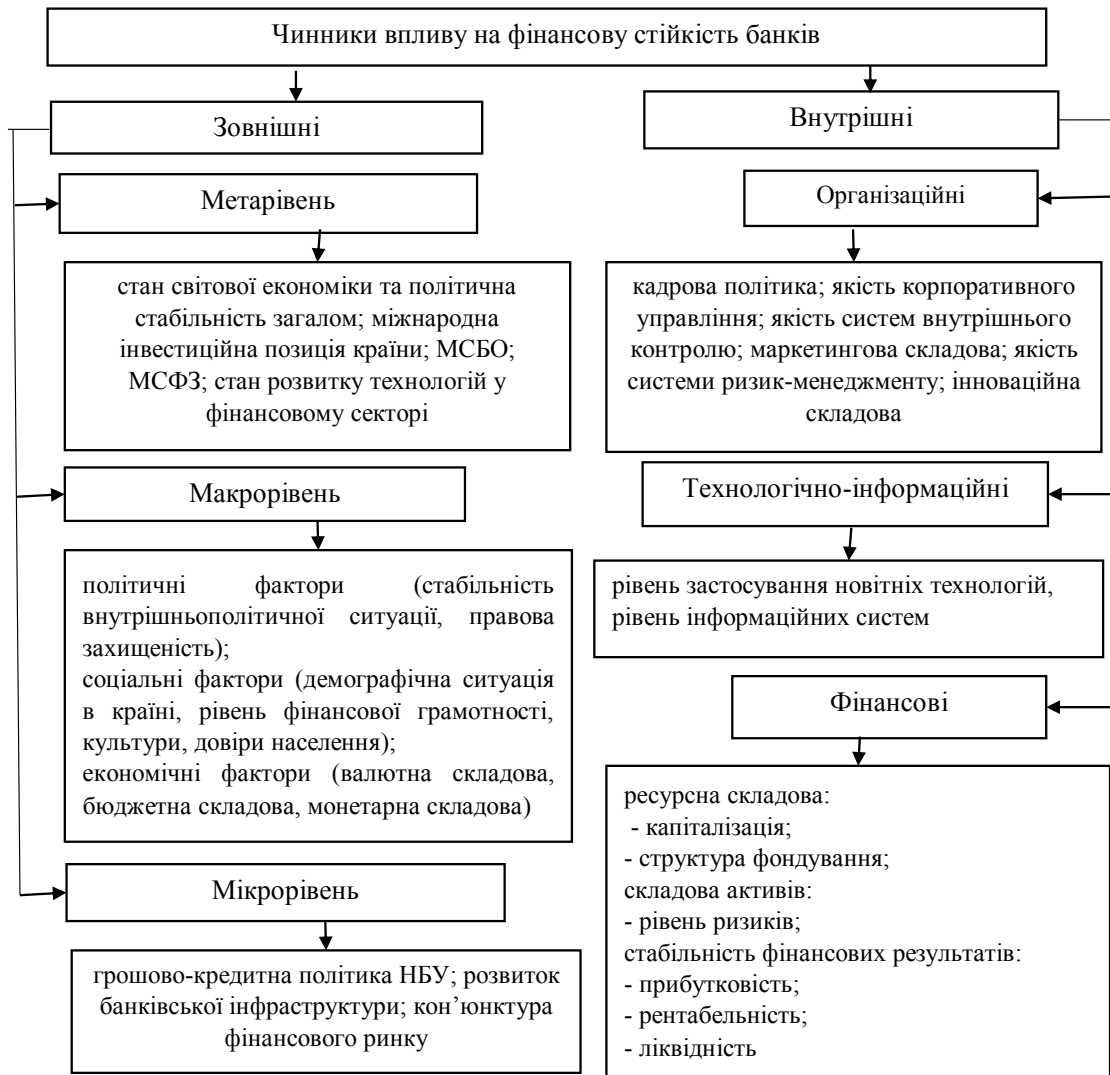 Чинники впливу на фінансову стійкість банків
Зовнішні
Метарівень
стан світової економіки та політична
стабільність загалом; міжнародна
інвестиційна позиція країни; МСБО;
МСФЗ; стан розвитку технологій у
фінансовому секторі
Макрорівень
політичні фактори (стабільність
внутрішньополітичної ситуації, правова
захищеність);
соціальні фактори (демографічна ситуація
в країні, рівень фінансової грамотності,
культури, довіри населення);
економічні фактори (валютна складова,
бюджетна складова, монетарна складова)
Мікрорівень
грошово-кредитна політика НБУ; розвиток
банківської інфраструктури; кон’юнктура
фінансового ринку
Внутрішні
Організаційні
кадрова політика; якість корпоративного
управління; якість систем внутрішнього
контролю; маркетингова складова; якість
системи ризик-менеджменту; інноваційна
складова
Технологічно-інформаційні
рівень застосування новітніх технологій,
рівень інформаційних систем
Фінансові
ресурсна складова:
- капіталізація;
- структура фондування;
складова активів:
- рівень ризиків;
стабільність фінансових результатів:
- прибутковість;
- рентабельність;
- ліквідність